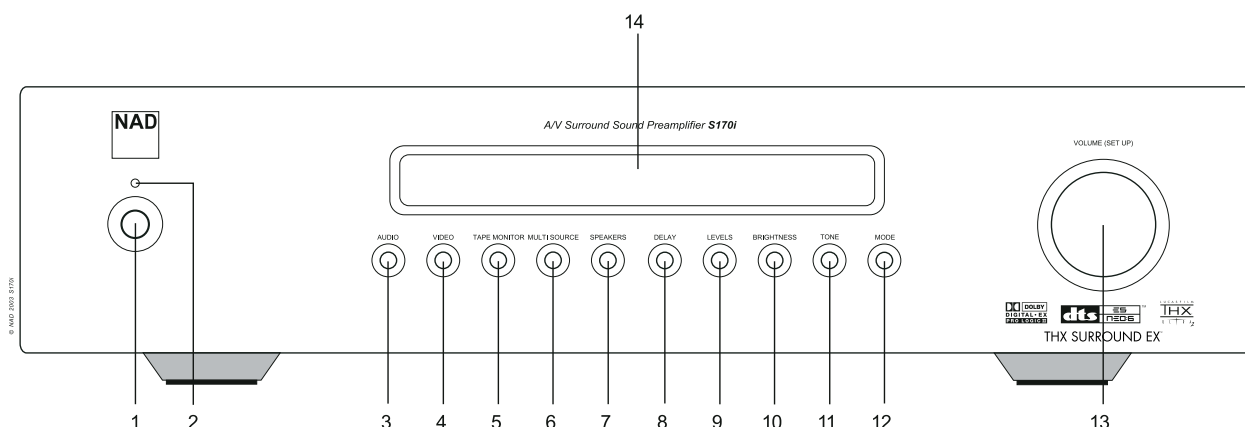 14
NAD
A/V Surround Sound Preamplifier S170i
VOLUME (SET UP)
AUDIO VIDEO TAPE MONITOR MULTI SOURCE SPEAKERS DELAY LEVELS BRIGHTNESS TONE MODE
© NAD 2003 S170i
DOLBY
DIGITAL•EX
PRO LOGIC II
dts ES
NEO:6
LUCASFILM
THX
THX SURROUND EX™
1 2 3 4 5 6 7 8 9 10 11 12 13